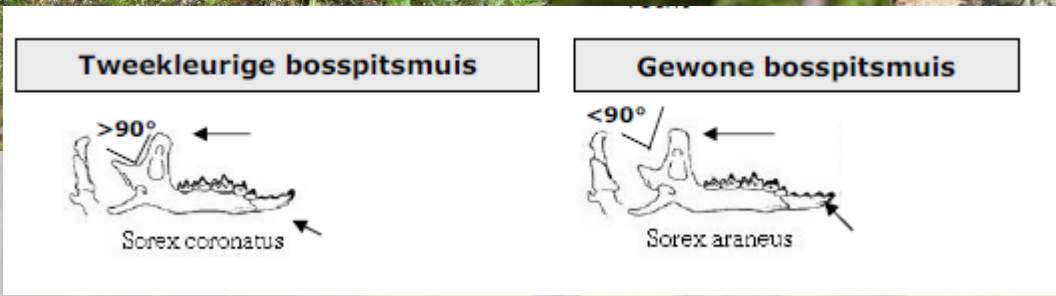 Tweekleurige bosspitsmuis
Gewone bosspitsmuis
>90°
<90°
Sorex coronatus
Sorex araneus